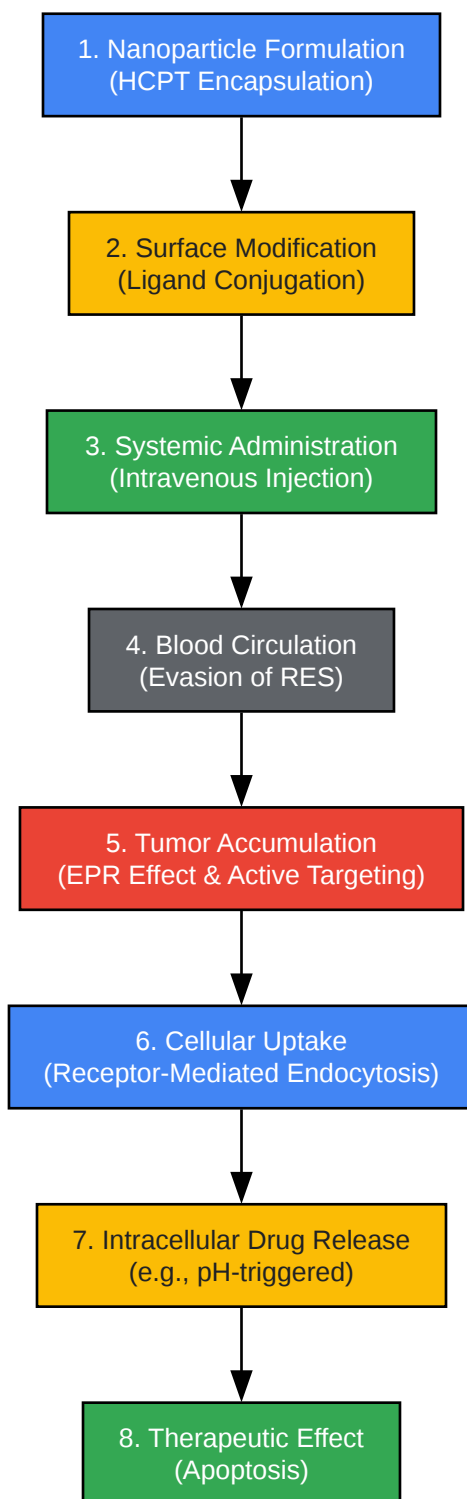 1. Nanoparticle Formulation
(HCPT Encapsulation)
2. Surface Modification
(Ligand Conjugation)
3. Systemic Administration
(Intravenous Injection)
4. Blood Circulation
(Evasion of RES)
5. Tumor Accumulation
(EPR Effect & Active Targeting)
6. Cellular Uptake
(Receptor-Mediated Endocytosis)
7. Intracellular Drug Release
(e.g., pH-triggered)
8. Therapeutic Effect
(Apoptosis)